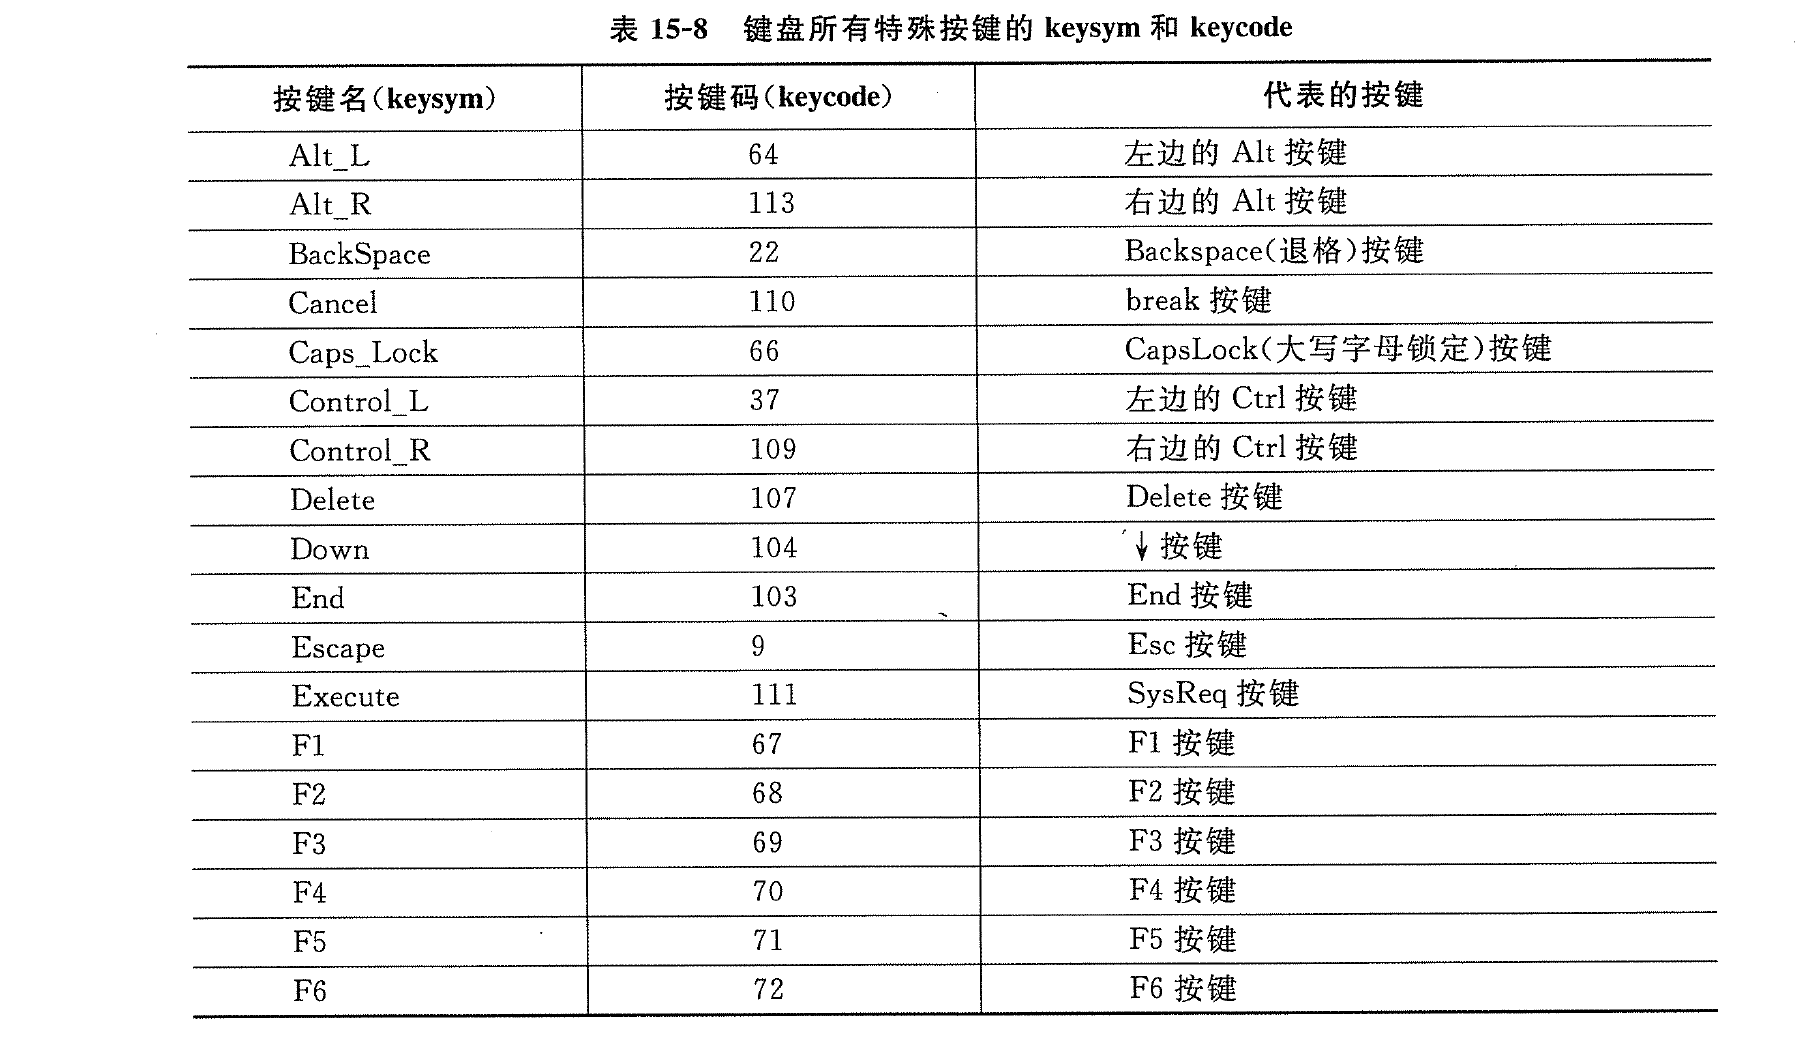 表 15-8 键盘所有特殊按键的 keysym 和 keycode
按键名(keysym) 按键码(keycode) 代表的按键
Alt_L 64 左边的 Alt 按键
Alt_R 113 右边的 Alt 按键
BackSpace 22 Backspace(退格)按键
Cancel 110 break 按键
Caps_Lock 66 CapsLock(大写字母锁定)按键
Control_L 37 左边的 Ctrl 按键
Control_R 109 右边的 Ctrl 按键
Delete 107 Delete 按键
Down 104 ↓ 按键
End 103 End 按键
Escape 9 Esc 按键
Execute 111 SysReq 按键
F1 67 F1 按键
F2 68 F2 按键
F3 69 F3 按键
F4 70 F4 按键
F5 71 F5 按键
F6 72 F6 按键